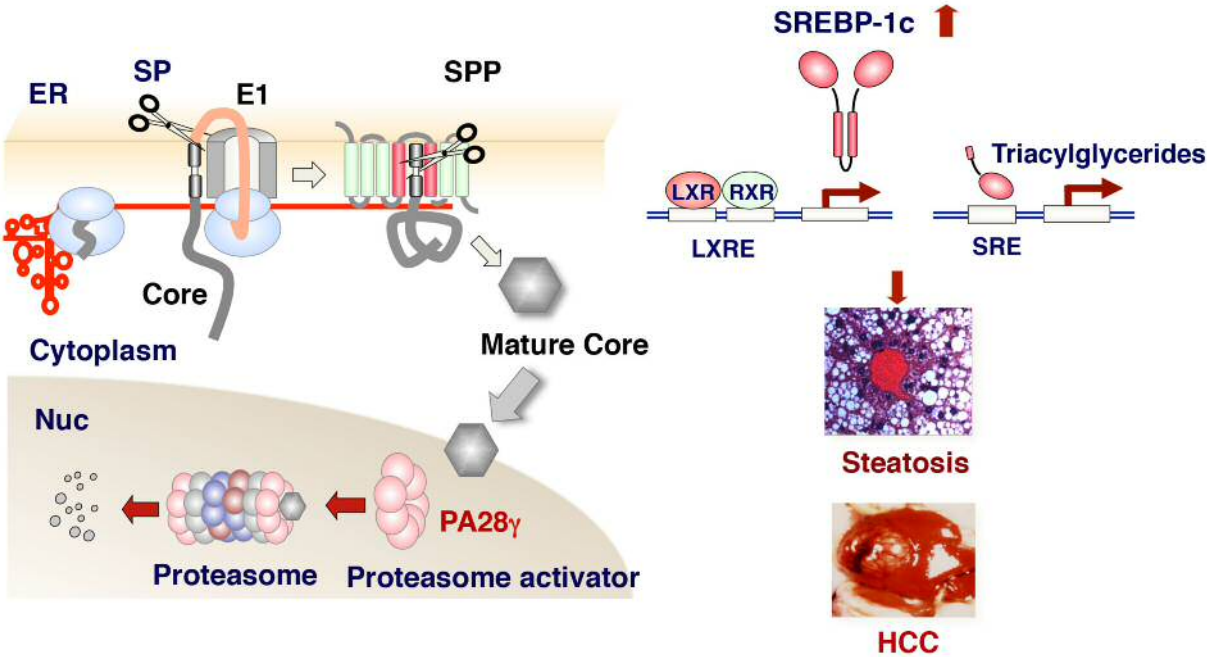 ER
SP
E1
SPP
Core
Cytoplasm
Mature Core
Nuc
PA28γ
Proteasome
Proteasome activator
SREBP-1c
LXR
RXR
LXRE
Triacylglycerides
SRE
Steatosis
HCC